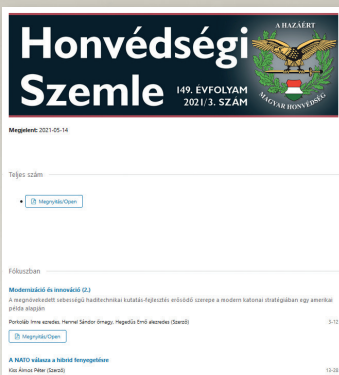 Honvédségi
Szemle
149. ÉVFOLYAM
2021/3. SZÁM
A HAZÁÉRT
MAGYAR HONVÉDSÉG
Megjelent: 2021-05-14
Teljes szám
Megnyitás/Open
Fókuszban
Modernizáció és innováció (2.)
A megnövekedett sebességű haditechnikai kutatás-fejlesztés erősödő szerepe a modern katonai stratégiában egy amerikai
példa alapján
Porkoláb Imre ezredes, Hennel Sándor őrnagy, Hegedűs Ernő alezredes (Szerző)
5-12
Megnyitás/Open
A NATO válasza a hibrid fenyegetésre
Kiss Álmos Péter (Szerző)
13-28